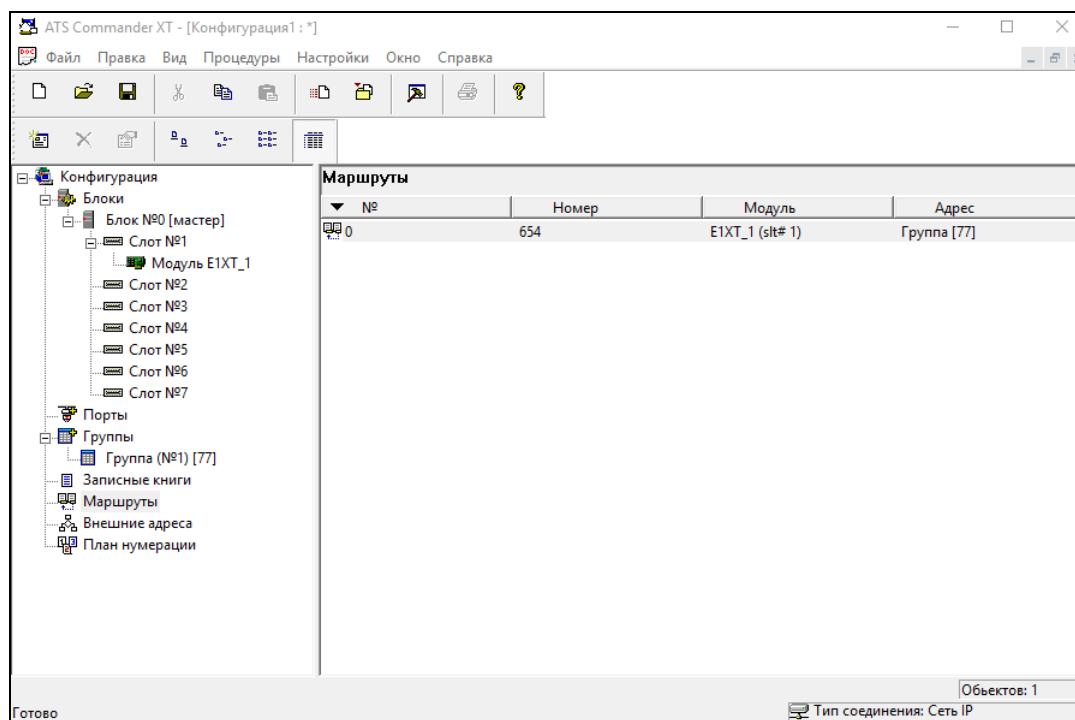 ATS Commander XT - [Конфигурация1 : *]
Файл Правка Вид Процедуры Настройки Окно Справка
Конфигурация
Блоки
Блок №0 [мастер]
Слот №1
Модуль E1XT_1
Слот №2
Слот №3
Слот №4
Слот №5
Слот №6
Слот №7
Порты
Группы
Группа (№1) [77]
Записные книги
Маршруты
Внешние адреса
План нумерации
Маршруты
№ Номер Модуль Адрес
0 654 E1XT_1 (slt# 1) Группа [77]
Обьектов: 1
Готово Тип соединения: Сеть IP